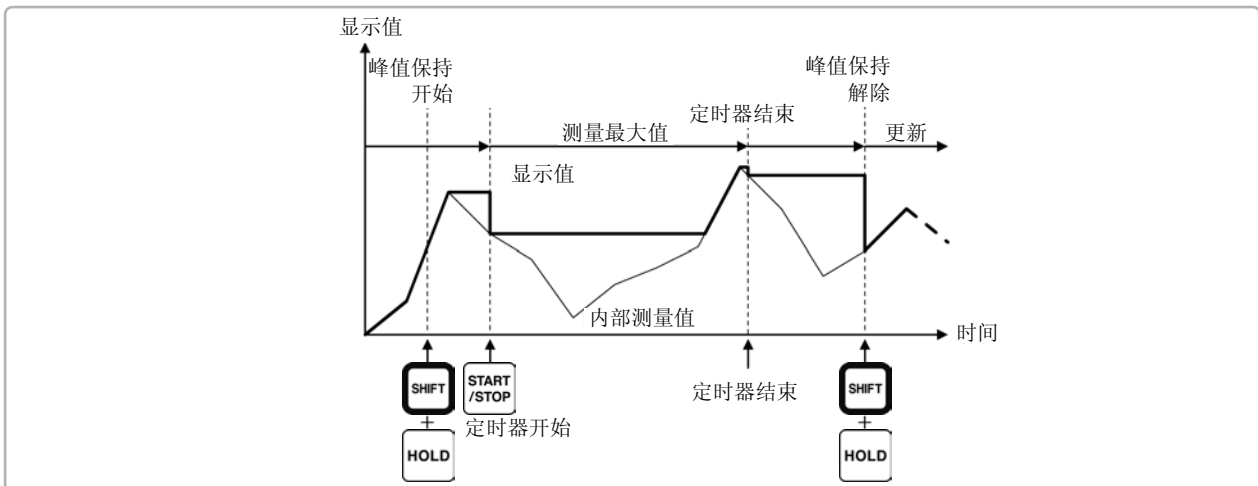 显示值
峰值保持
开始
峰值保持
解除
定时器结束
测量最大值
更新
显示值
内部测量值
时间
SHIFT
+
HOLD
START
/STOP
定时器开始
定时器结束
SHIFT
+
HOLD